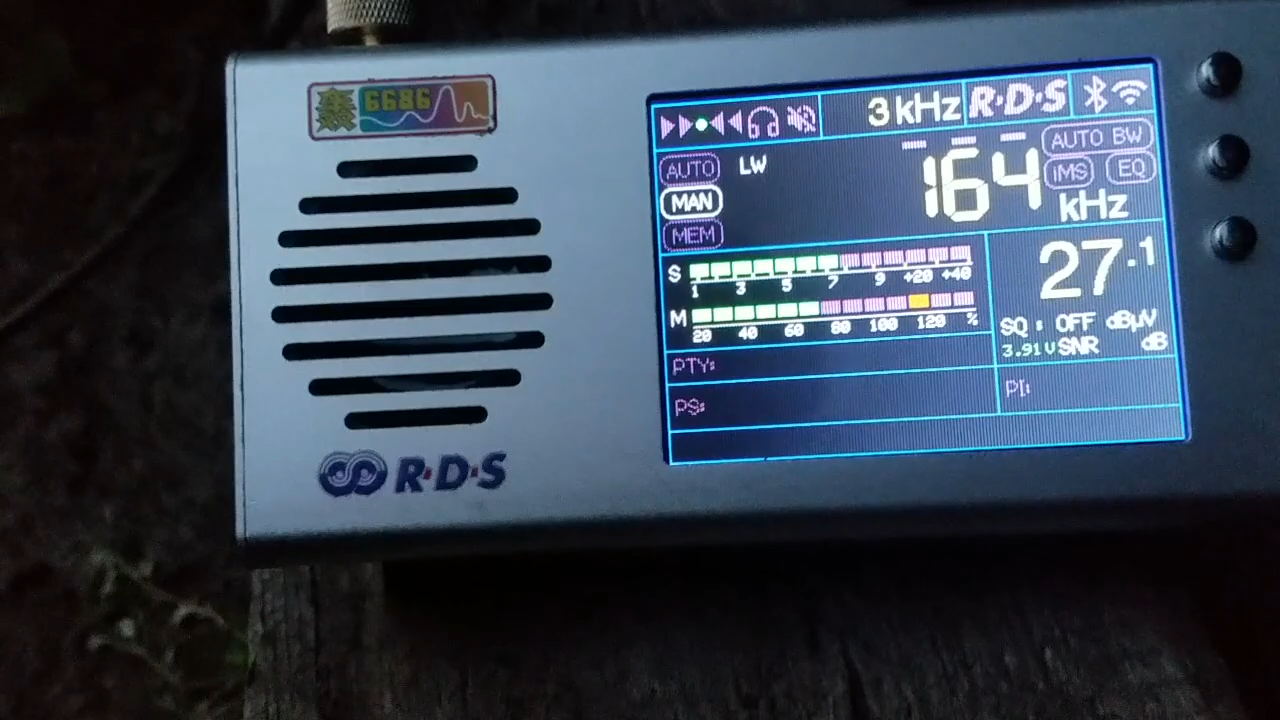 6686
R·D·S
3 kHz R·D·S
AUTO LW 164 kHz AUTO BW
MAN iMS EQ
MEM
S 1 3 5 7 9 +20 +40
27.1
M 20 40 60 80 100 120 %
SQ: OFF dBµV
3.91V SNR dB
PTY:
PS:
PI: